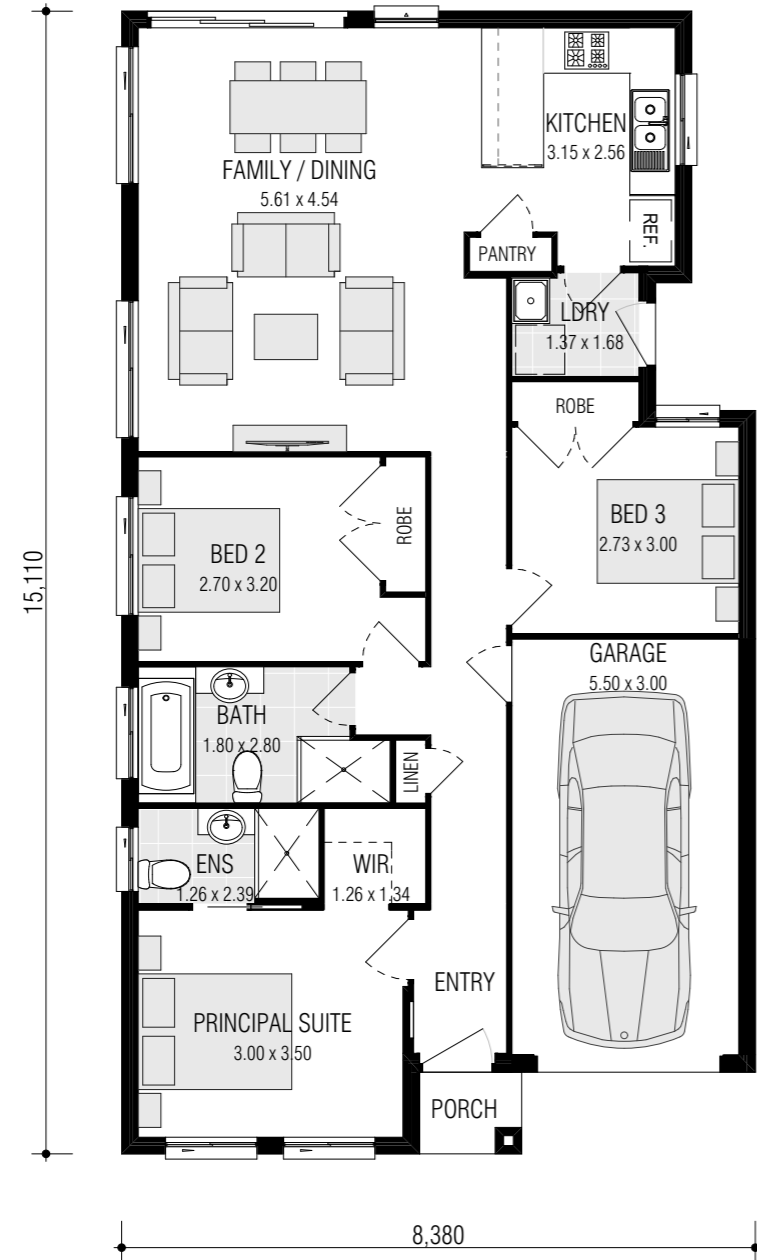 KITCHEN
3.15 x 2.56
FAMILY / DINING
5.61 x 4.54
REF.
PANTRY
LDRY
1.37 x 1.68
ROBE
BED 3
2.73 x 3.00
ROBE
BED 2
2.70 x 3.20
15,110
GARAGE
5.50 x 3.00
BATH
1.80 x 2.80
LINEN
ENS
1.26 x 2.39
WIR
1.26 x 1.34
ENTRY
PRINCIPAL SUITE
3.00 x 3.50
PORCH
8,380